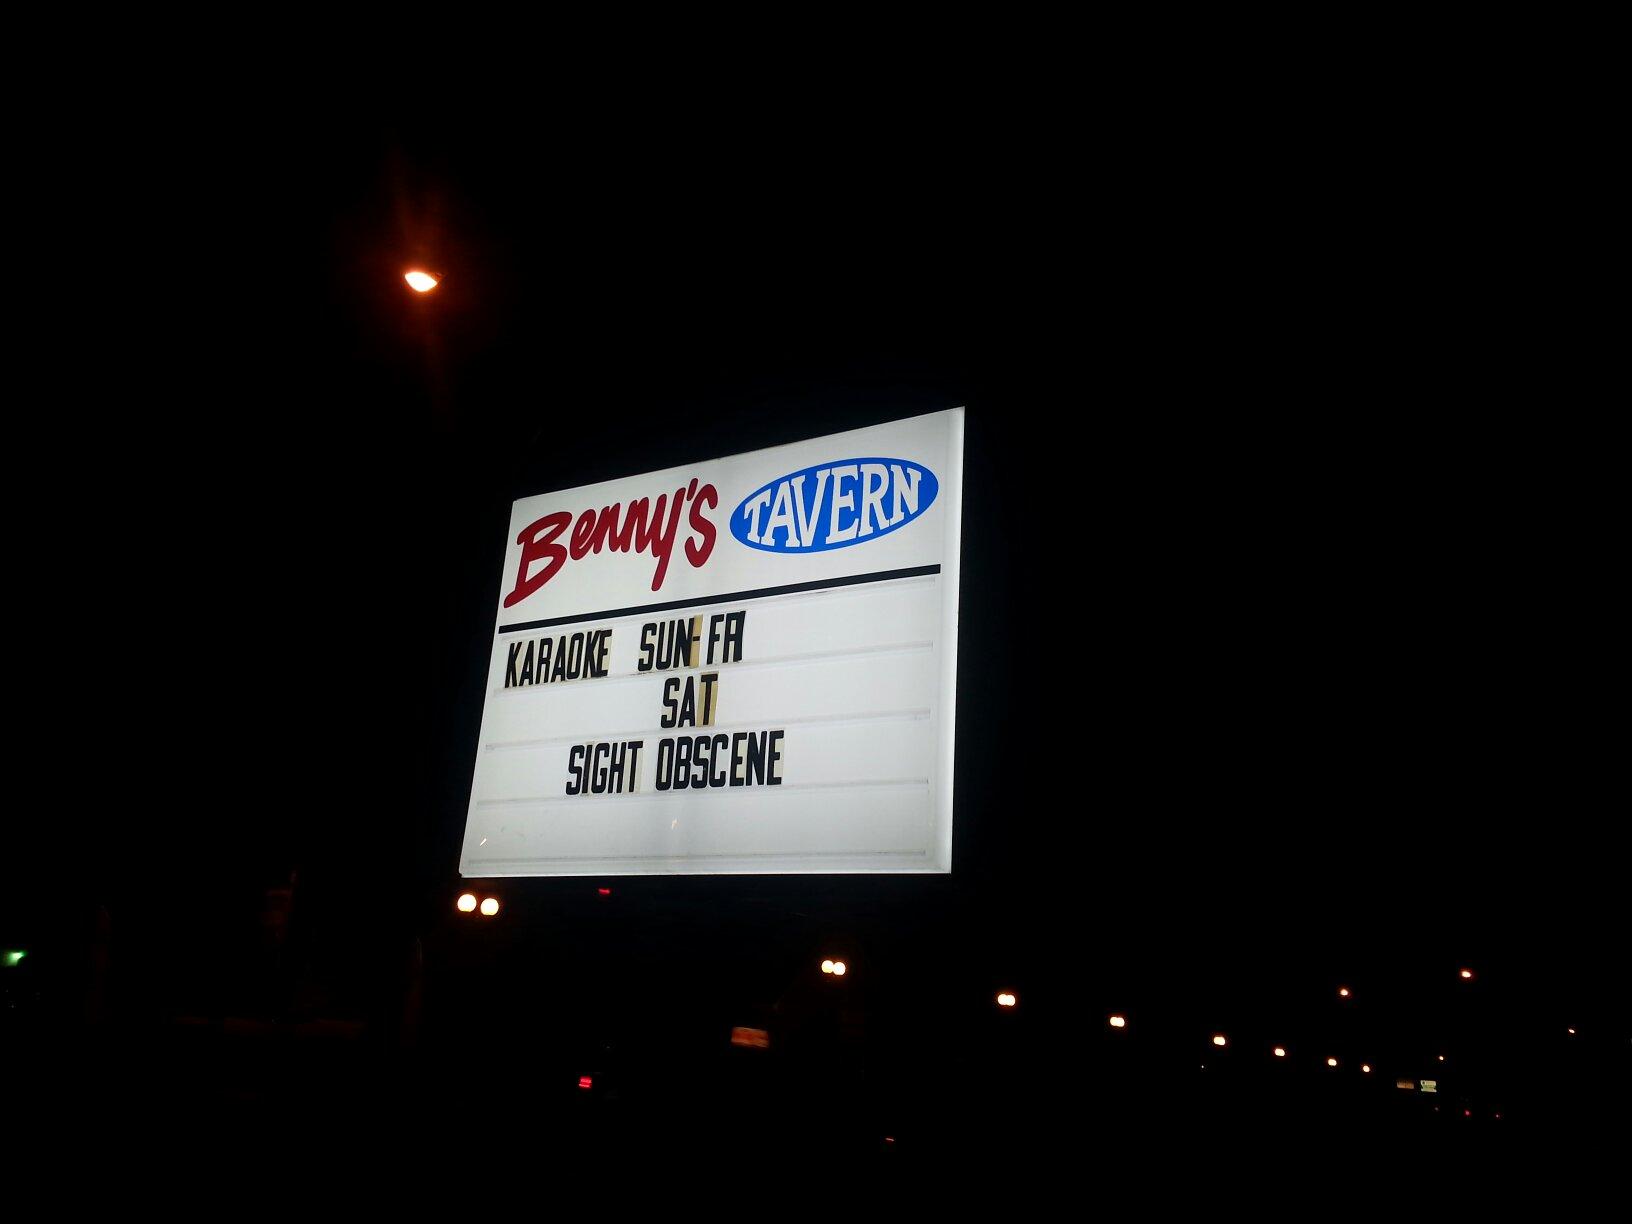 Benny's TAVERN
KARAOKE SUN-FRI
SAT
SIGHT OBSCENE